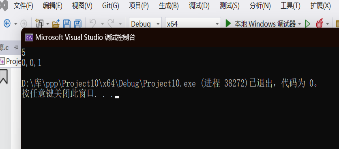 文件(F) 编辑(E) 视图(V) Git(G) 项目(P) 生成(B) 调试(D) 测试(S) 分析(N) 工具(T) 扩展
Debug x64 本地 Windows 调试器
Microsoft Visual Studio 调试控制台
5
0,0,1
D:\库\ppp\Project10\x64\Debug\Project10.exe (进程 38272)已退出，代码为 0。
按任意键关闭此窗口. . .